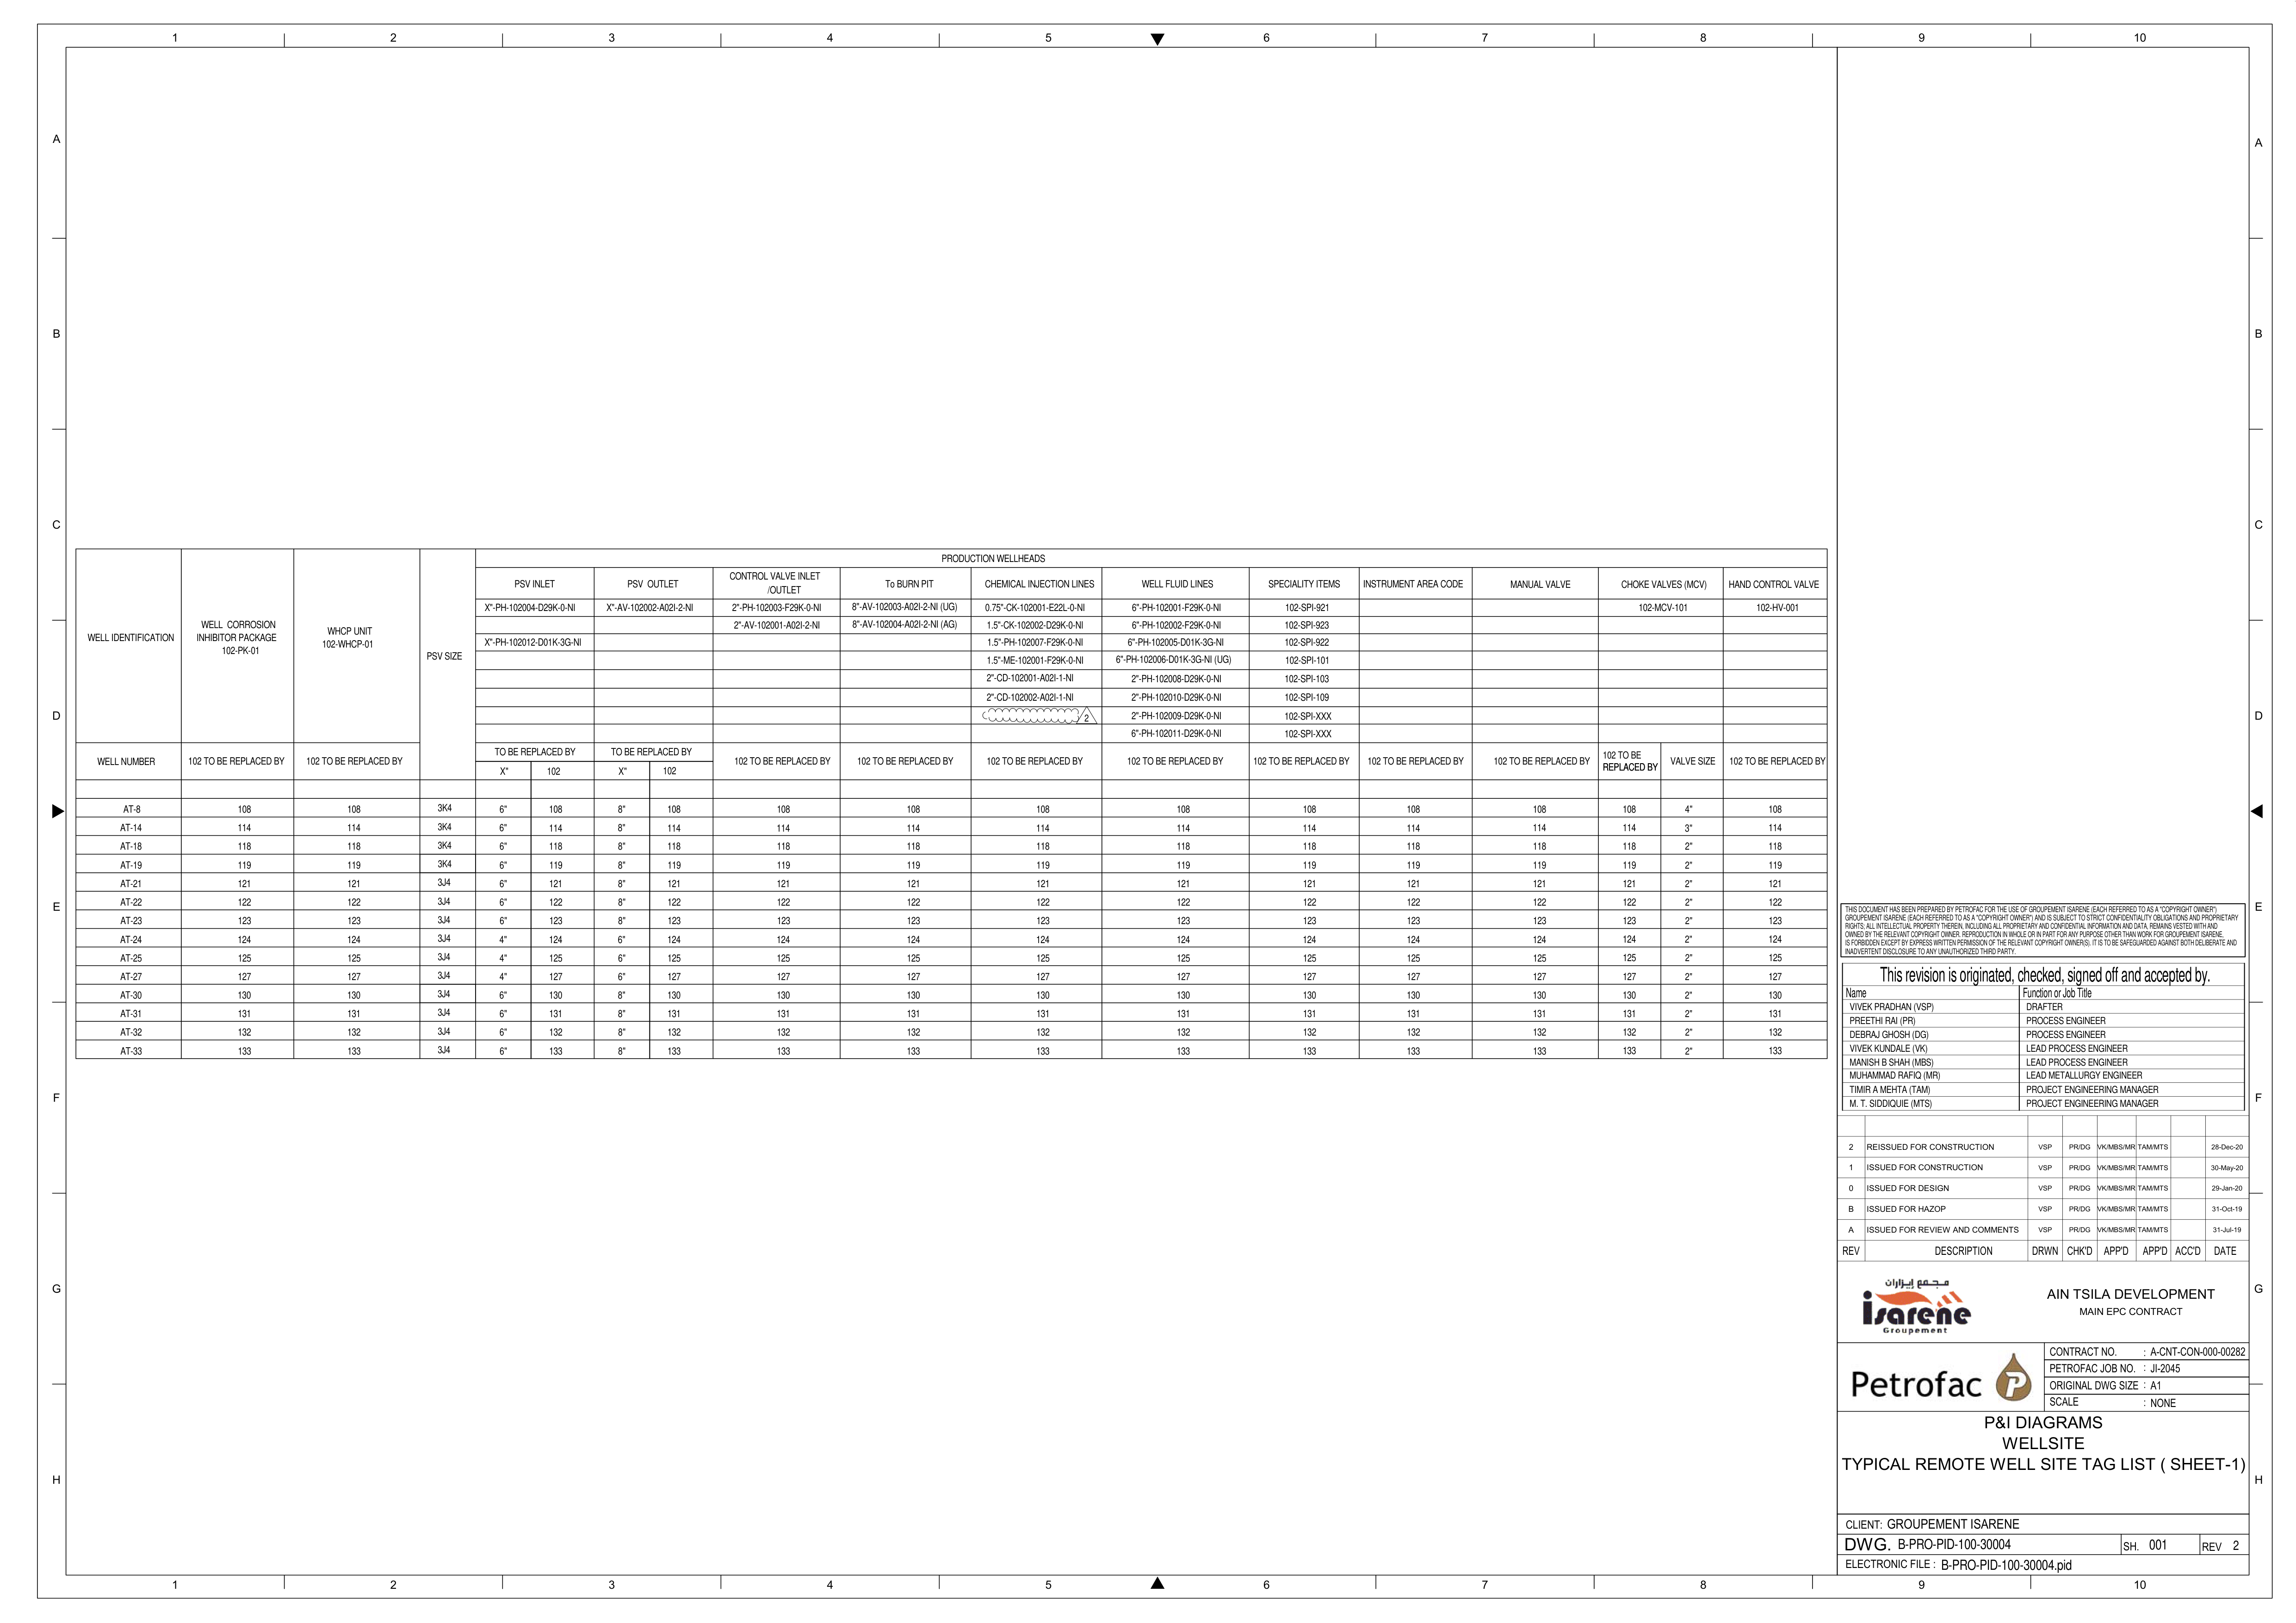 1 2 3 4 5 6 7 8 9 10
A A
B B
C C
D D
E E
F F
G G
H H
PRODUCTION WELLHEADS
WELL IDENTIFICATION
WELL CORROSION
INHIBITOR PACKAGE
102-PK-01
WHCP UNIT
102-WHCP-01
PSV SIZE
PSV INLET PSV OUTLET CONTROL VALVE INLET
/OUTLET To BURN PIT CHEMICAL INJECTION LINES WELL FLUID LINES SPECIALITY ITEMS INSTRUMENT AREA CODE MANUAL VALVE CHOKE VALVES (MCV) HAND CONTROL VALVE
X"-PH-102004-D29K-0-NI X"-AV-102002-A02I-2-NI 2"-PH-102003-F29K-0-NI 8"-AV-102003-A02I-2-NI (UG) 0.75"-CK-102001-E22L-0-NI 6"-PH-102001-F29K-0-NI 102-SPI-921 102-MCV-101 102-HV-001
2"-AV-102001-A02I-2-NI 8"-AV-102004-A02I-2-NI (AG) 1.5"-CK-102002-D29K-0-NI 6"-PH-102002-F29K-0-NI 102-SPI-923
X"-PH-102012-D01K-3G-NI 1.5"-PH-102007-F29K-0-NI 6"-PH-102005-D01K-3G-NI 102-SPI-922
1.5"-ME-102001-F29K-0-NI 6"-PH-102006-D01K-3G-NI (UG) 102-SPI-101
2"-CD-102001-A02I-1-NI 2"-PH-102008-D29K-0-NI 102-SPI-103
2"-CD-102002-A02I-1-NI 2"-PH-102010-D29K-0-NI 102-SPI-109
2 2"-PH-102009-D29K-0-NI 102-SPI-XXX
6"-PH-102011-D29K-0-NI 102-SPI-XXX
WELL NUMBER 102 TO BE REPLACED BY 102 TO BE REPLACED BY TO BE REPLACED BY TO BE REPLACED BY 102 TO BE REPLACED BY 102 TO BE REPLACED BY 102 TO BE REPLACED BY 102 TO BE REPLACED BY 102 TO BE REPLACED BY 102 TO BE REPLACED BY 102 TO BE REPLACED BY 102 TO BE
REPLACED BY VALVE SIZE 102 TO BE REPLACED BY
X" 102 X" 102
AT-8 108 108 3K4 6" 108 8" 108 108 108 108 108 108 108 108 108 4" 108
AT-14 114 114 3K4 6" 114 8" 114 114 114 114 114 114 114 114 114 3" 114
AT-18 118 118 3K4 6" 118 8" 118 118 118 118 118 118 118 118 118 2" 118
AT-19 119 119 3K4 6" 119 8" 119 119 119 119 119 119 119 119 119 2" 119
AT-21 121 121 3J4 6" 121 8" 121 121 121 121 121 121 121 121 121 2" 121
AT-22 122 122 3J4 6" 122 8" 122 122 122 122 122 122 122 122 122 2" 122
AT-23 123 123 3J4 6" 123 8" 123 123 123 123 123 123 123 123 123 2" 123
AT-24 124 124 3J4 4" 124 6" 124 124 124 124 124 124 124 124 124 2" 124
AT-25 125 125 3J4 4" 125 6" 125 125 125 125 125 125 125 125 125 2" 125
AT-27 127 127 3J4 4" 127 6" 127 127 127 127 127 127 127 127 127 2" 127
AT-30 130 130 3J4 6" 130 8" 130 130 130 130 130 130 130 130 130 2" 130
AT-31 131 131 3J4 6" 131 8" 131 131 131 131 131 131 131 131 131 2" 131
AT-32 132 132 3J4 6" 132 8" 132 132 132 132 132 132 132 132 132 2" 132
AT-33 133 133 3J4 6" 133 8" 133 133 133 133 133 133 133 133 133 2" 133
THIS DOCUMENT HAS BEEN PREPARED BY PETROFAC FOR THE USE OF GROUPEMENT ISARENE (EACH REFERRED TO AS A "COPYRIGHT OWNER")
GROUPEMENT ISARENE (EACH REFERRED TO AS A "COPYRIGHT OWNER") AND IS SUBJECT TO STRICT CONFIDENTIALITY OBLIGATIONS AND PROPRIETARY
RIGHTS; ALL INTELLECTUAL PROPERTY THEREIN, INCLUDING ALL PROPRIETARY AND CONFIDENTIAL INFORMATION AND DATA, REMAINS VESTED WITH AND
OWNED BY THE RELEVANT COPYRIGHT OWNER. REPRODUCTION IN WHOLE OR IN PART FOR ANY PURPOSE OTHER THAN WORK FOR GROUPEMENT ISARENE,
IS FORBIDDEN EXCEPT BY EXPRESS WRITTEN PERMISSION OF THE RELEVANT COPYRIGHT OWNER(S). IT IS TO BE SAFEGUARDED AGAINST BOTH DELIBERATE AND
INADVERTENT DISCLOSURE TO ANY UNAUTHORIZED THIRD PARTY.
This revision is originated, checked, signed off and accepted by.
Name Function or Job Title
VIVEK PRADHAN (VSP) DRAFTER
PREETHI RAI (PR) PROCESS ENGINEER
DEBRAJ GHOSH (DG) PROCESS ENGINEER
VIVEK KUNDALE (VK) LEAD PROCESS ENGINEER
MANISH B SHAH (MBS) LEAD PROCESS ENGINEER
MUHAMMAD RAFIQ (MR) LEAD METALLURGY ENGINEER
TIMIR A MEHTA (TAM) PROJECT ENGINEERING MANAGER
M. T. SIDDIQUIE (MTS) PROJECT ENGINEERING MANAGER
2 REISSUED FOR CONSTRUCTION VSP PR/DG VK/MBS/MR TAM/MTS 28-Dec-20
1 ISSUED FOR CONSTRUCTION VSP PR/DG VK/MBS/MR TAM/MTS 30-May-20
0 ISSUED FOR DESIGN VSP PR/DG VK/MBS/MR TAM/MTS 29-Jan-20
B ISSUED FOR HAZOP VSP PR/DG VK/MBS/MR TAM/MTS 31-Oct-19
A ISSUED FOR REVIEW AND COMMENTS VSP PR/DG VK/MBS/MR TAM/MTS 31-Jul-19
REV DESCRIPTION DRWN CHK'D APP'D APP'D ACC'D DATE
مجمع إيزاران
isarene
Groupement
AIN TSILA DEVELOPMENT
MAIN EPC CONTRACT
Petrofac P
CONTRACT NO. : A-CNT-CON-000-00282
PETROFAC JOB NO. : JI-2045
ORIGINAL DWG SIZE : A1
SCALE : NONE
P&I DIAGRAMS
WELLSITE
TYPICAL REMOTE WELL SITE TAG LIST ( SHEET-1)
CLIENT: GROUPEMENT ISARENE
DWG. B-PRO-PID-100-30004 SH. 001 REV 2
ELECTRONIC FILE : B-PRO-PID-100-30004.pid
1 2 3 4 5 6 7 8 9 10